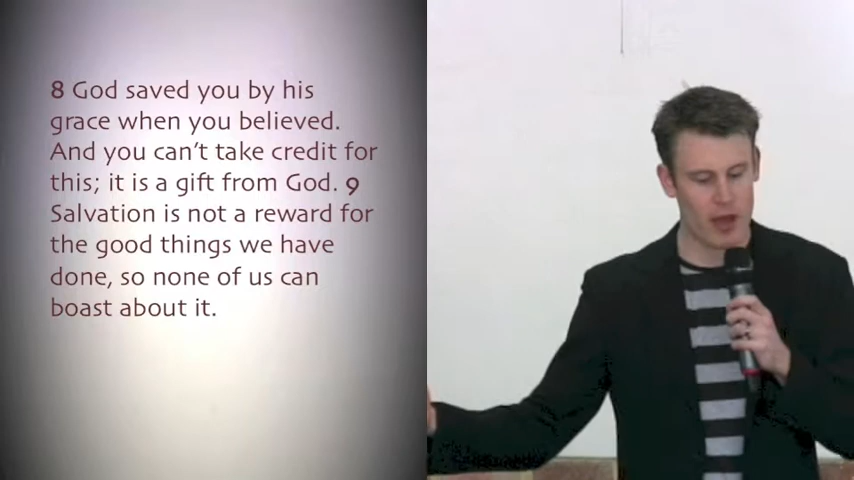 8 God saved you by his
grace when you believed.
And you can't take credit for
this; it is a gift from God. 9
Salvation is not a reward for
the good things we have
done, so none of us can
boast about it.